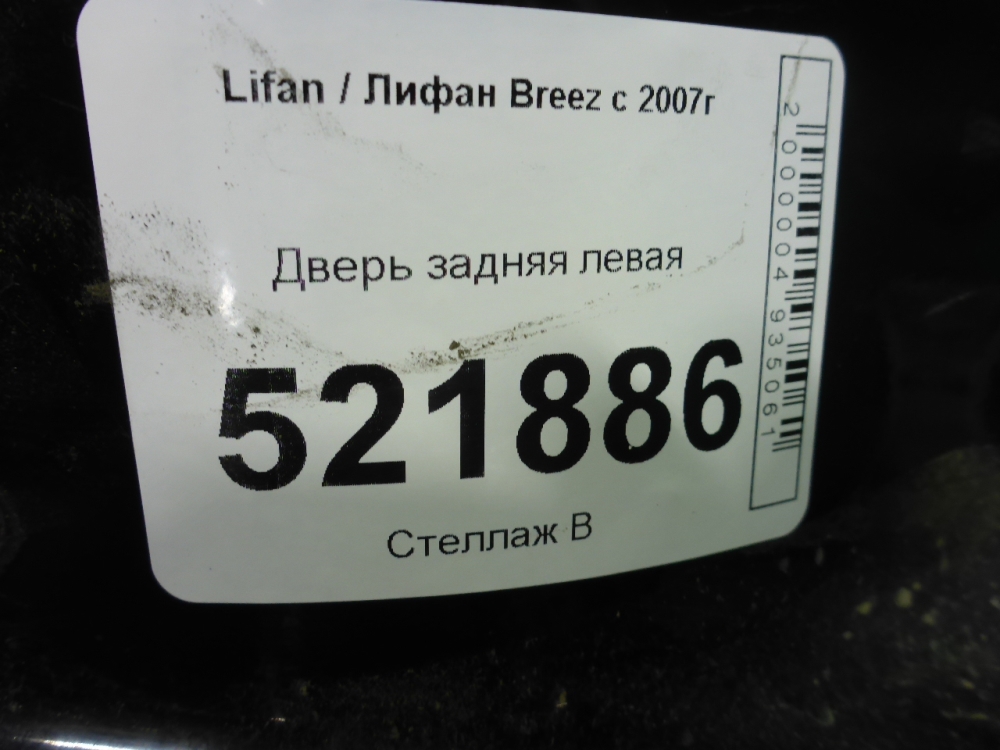 Lifan / Лифан Breez с 2007г
Дверь задняя левая
521886
Стеллаж В
2000004935061